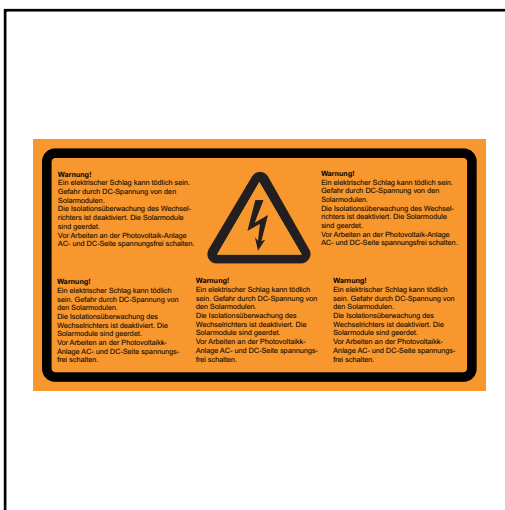 Warnung!
Ein elektrischer Schlag kann tödlich sein.
Gefahr durch DC-Spannung von den
Solarmodulen.
Die Isolationsüberwachung des Wechsel-
richters ist deaktiviert. Die Solarmodule
sind geerdet.
Vor Arbeiten an der Photovoltaik-Anlage
AC- und DC-Seite spannungsfrei schalten.
Warnung!
Ein elektrischer Schlag kann tödlich sein.
Gefahr durch DC-Spannung von den
Solarmodulen.
Die Isolationsüberwachung des Wechsel-
richters ist deaktiviert. Die Solarmodule
sind geerdet.
Vor Arbeiten an der Photovoltaik-Anlage
AC- und DC-Seite spannungsfrei schalten.
Warnung!
Ein elektrischer Schlag kann tödlich
sein. Gefahr durch DC-Spannung von
den Solarmodulen.
Die Isolationsüberwachung des
Wechselrichters ist deaktiviert. Die
Solarmodule sind geerdet.
Vor Arbeiten an der Photovoltaikk-
Anlage AC- und DC-Seite spannungs-
frei schalten.
Warnung!
Ein elektrischer Schlag kann tödlich
sein. Gefahr durch DC-Spannung von
den Solarmodulen.
Die Isolationsüberwachung des
Wechselrichters ist deaktiviert. Die
Solarmodule sind geerdet.
Vor Arbeiten an der Photovoltaikk-
Anlage AC- und DC-Seite spannungs-
frei schalten.
Warnung!
Ein elektrischer Schlag kann tödlich
sein. Gefahr durch DC-Spannung von
den Solarmodulen.
Die Isolationsüberwachung des
Wechselrichters ist deaktiviert. Die
Solarmodule sind geerdet.
Vor Arbeiten an der Photovoltaikk-
Anlage AC- und DC-Seite spannungs-
frei schalten.